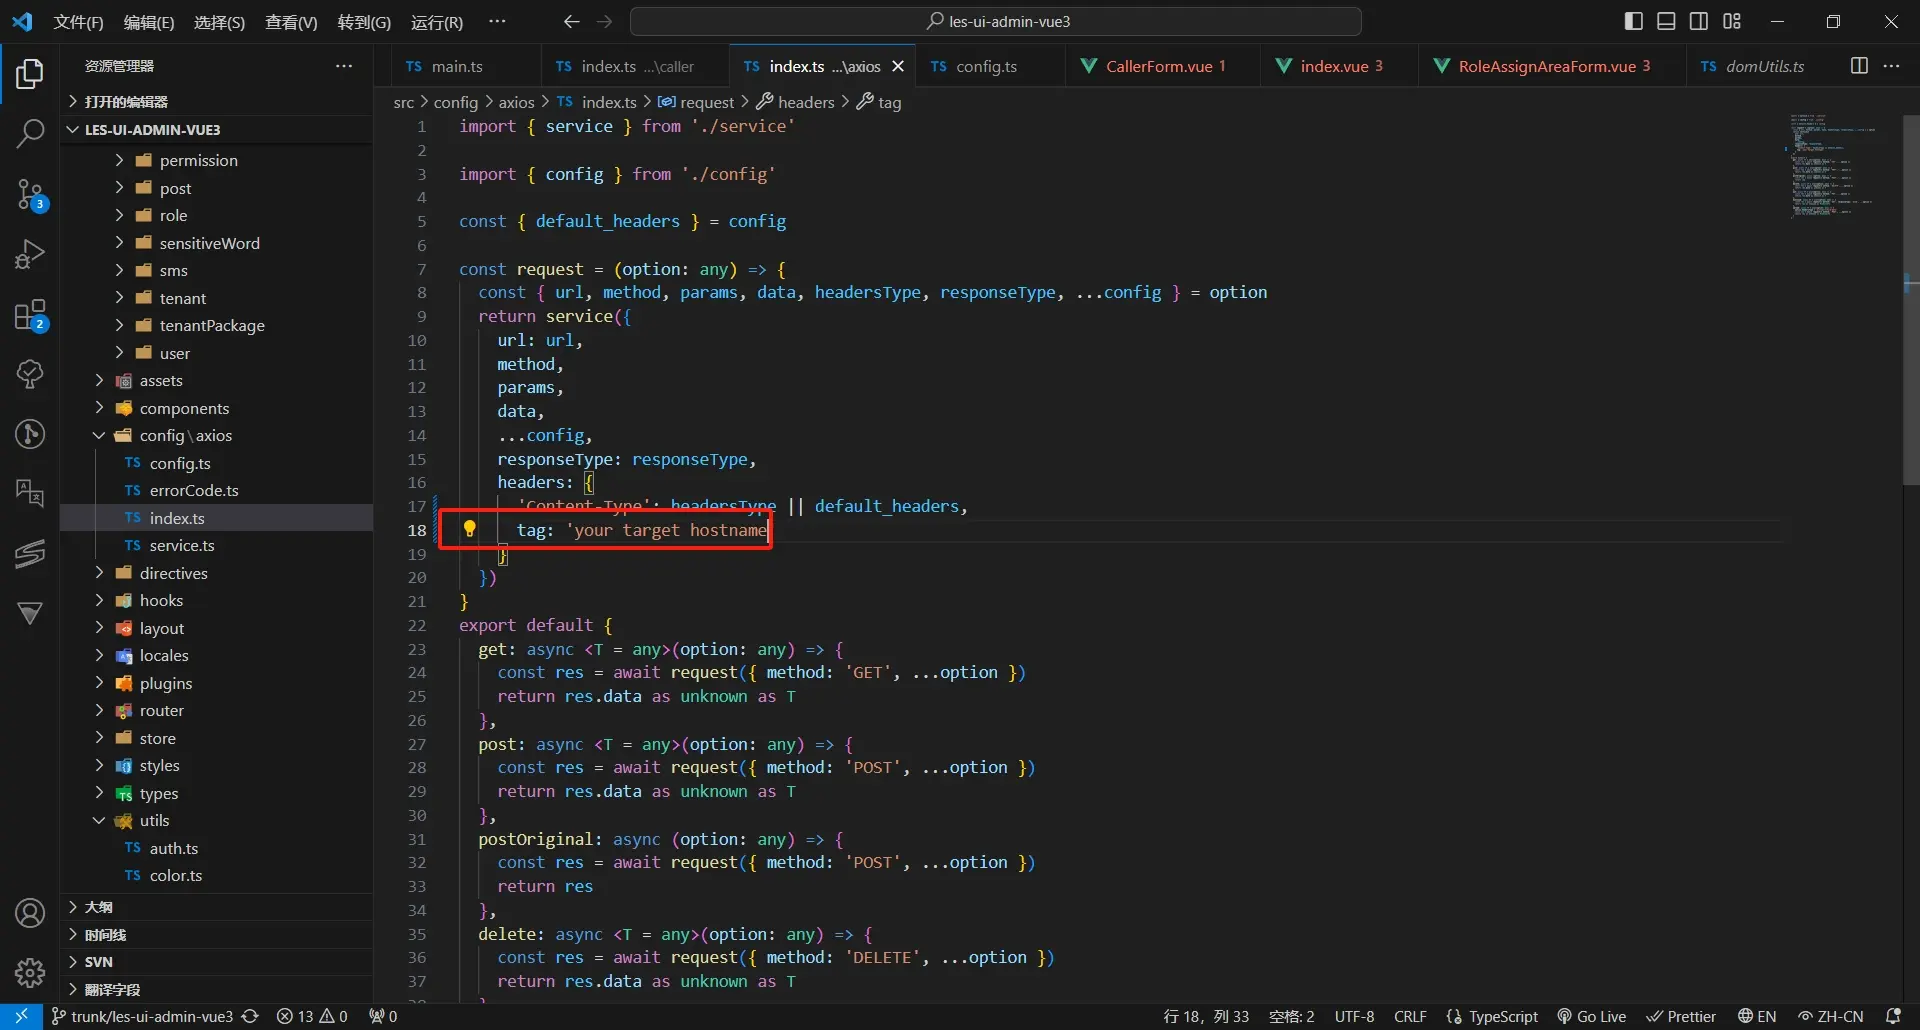 文件(F) 编辑(E) 选择(S) 查看(V) 转到(G) 运行(R) ··· les-ui-admin-vue3
资源管理器 ···
TS main.ts TS index.ts ...\caller TS index.ts ...\axios TS config.ts CallerForm.vue 1 index.vue 3 RoleAssignAreaForm.vue 3 TS domUtils.ts ···
src > config > axios > TS index.ts > request > headers > tag
打开的编辑器
LES-UI-ADMIN-VUE3
permission
post
role
sensitiveWord
sms
tenant
tenantPackage
user
assets
components
config\axios
TS config.ts
TS errorCode.ts
TS index.ts
TS service.ts
directives
hooks
layout
locales
plugins
router
store
styles
types
utils
TS auth.ts
TS color.ts
大纲
时间线
SVN
翻译字段
3
2
1 import { service } from './service'
2
3 import { config } from './config'
4
5 const { default_headers } = config
6
7 const request = (option: any) => {
8 const { url, method, params, data, headersType, responseType, ...config } = option
9 return service({
10 url: url,
11 method,
12 params,
13 data,
14 ...config,
15 responseType: responseType,
16 headers: {
17 'Content-Type': headersType || default_headers,
18 tag: 'your target hostname
19 }
20 })
21 }
22 export default {
23 get: async <T = any>(option: any) => {
24 const res = await request({ method: 'GET', ...option })
25 return res.data as unknown as T
26 },
27 post: async <T = any>(option: any) => {
28 const res = await request({ method: 'POST', ...option })
29 return res.data as unknown as T
30 },
31 postOriginal: async (option: any) => {
32 const res = await request({ method: 'POST', ...option })
33 return res
34 },
35 delete: async <T = any>(option: any) => {
36 const res = await request({ method: 'DELETE', ...option })
37 return res.data as unknown as T
trunk/les-ui-admin-vue3 13 0 0 行 18, 列 33 空格: 2 UTF-8 CRLF {} TypeScript Go Live Prettier EN ZH-CN